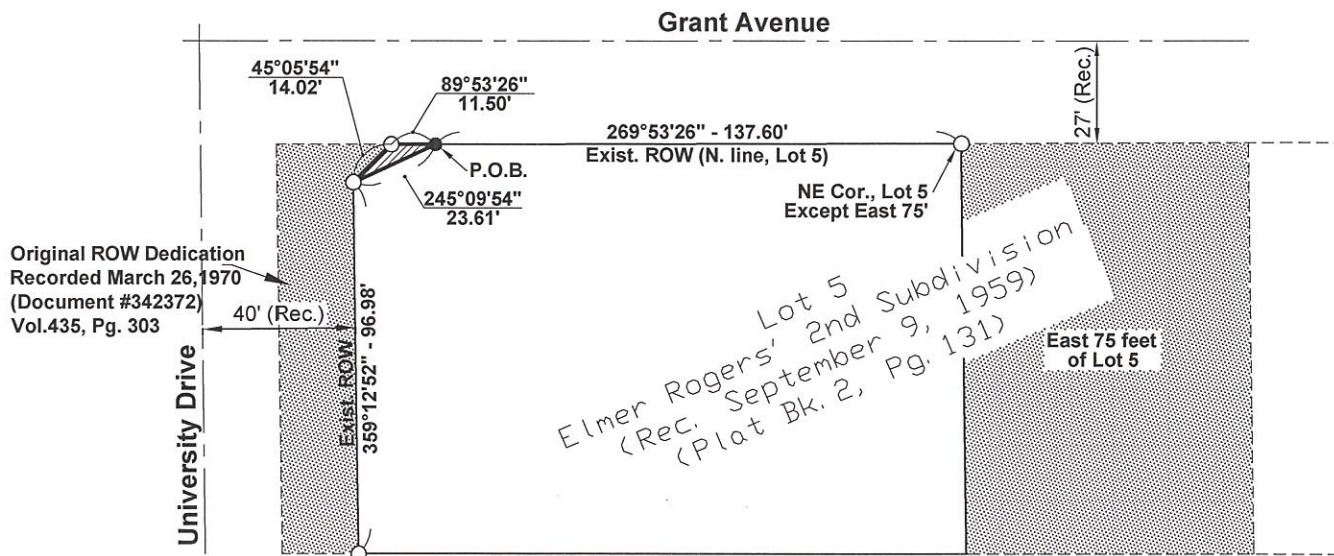 Grant Avenue
45°05'54"
14.02'
89°53'26"
11.50'
269°53'26" - 137.60'
Exist. ROW (N. line, Lot 5)
27' (Rec.)
P.O.B.
245°09'54"
23.61'
NE Cor., Lot 5
Except East 75'
Original ROW Dedication
Recorded March 26,1970
(Document #342372)
Vol.435, Pg. 303
40' (Rec.)
University Drive
Exist. ROW
359°12'52" - 96.98'
Lot 5
Elmer Rogers' 2nd Subdivision
(Rec. September 9, 1959)
(Plat Bk. 2, Pg. 131)
East 75 feet
of Lot 5